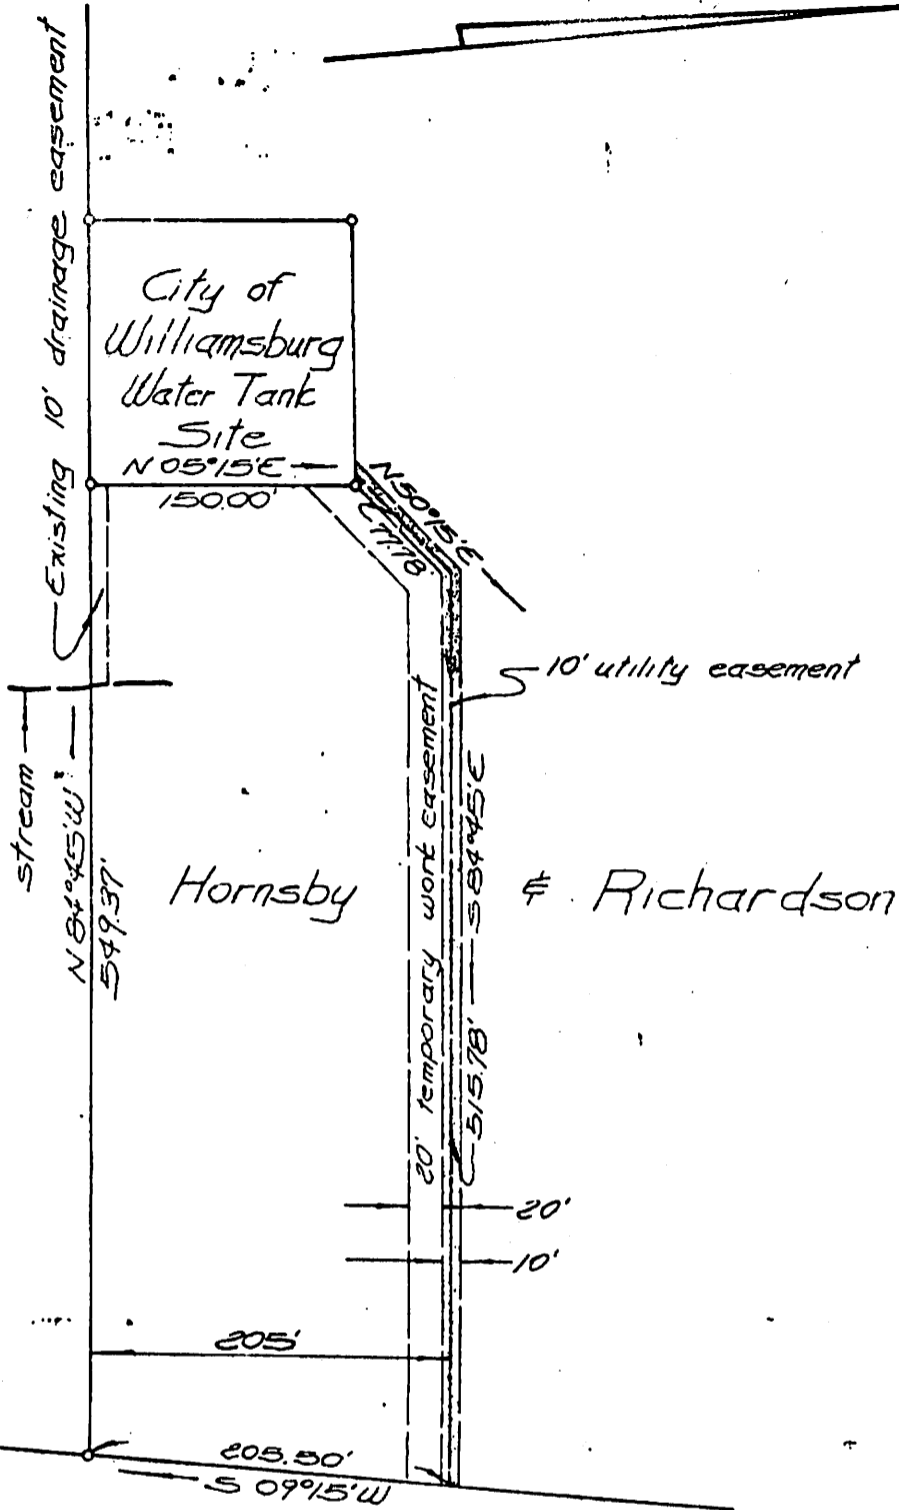 Existing 10' drainage easement
City of
Williamsburg
Water Tank
Site
N 05°15'E
150.00'
N 50°15'E
77.78'
10' utility easement
stream
N 84°45'W
549.37'
20' temporary work easement
S 84°45'E
515.78'
Hornsby & Richardson
20'
10'
205'
205.50'
S 09°15'W